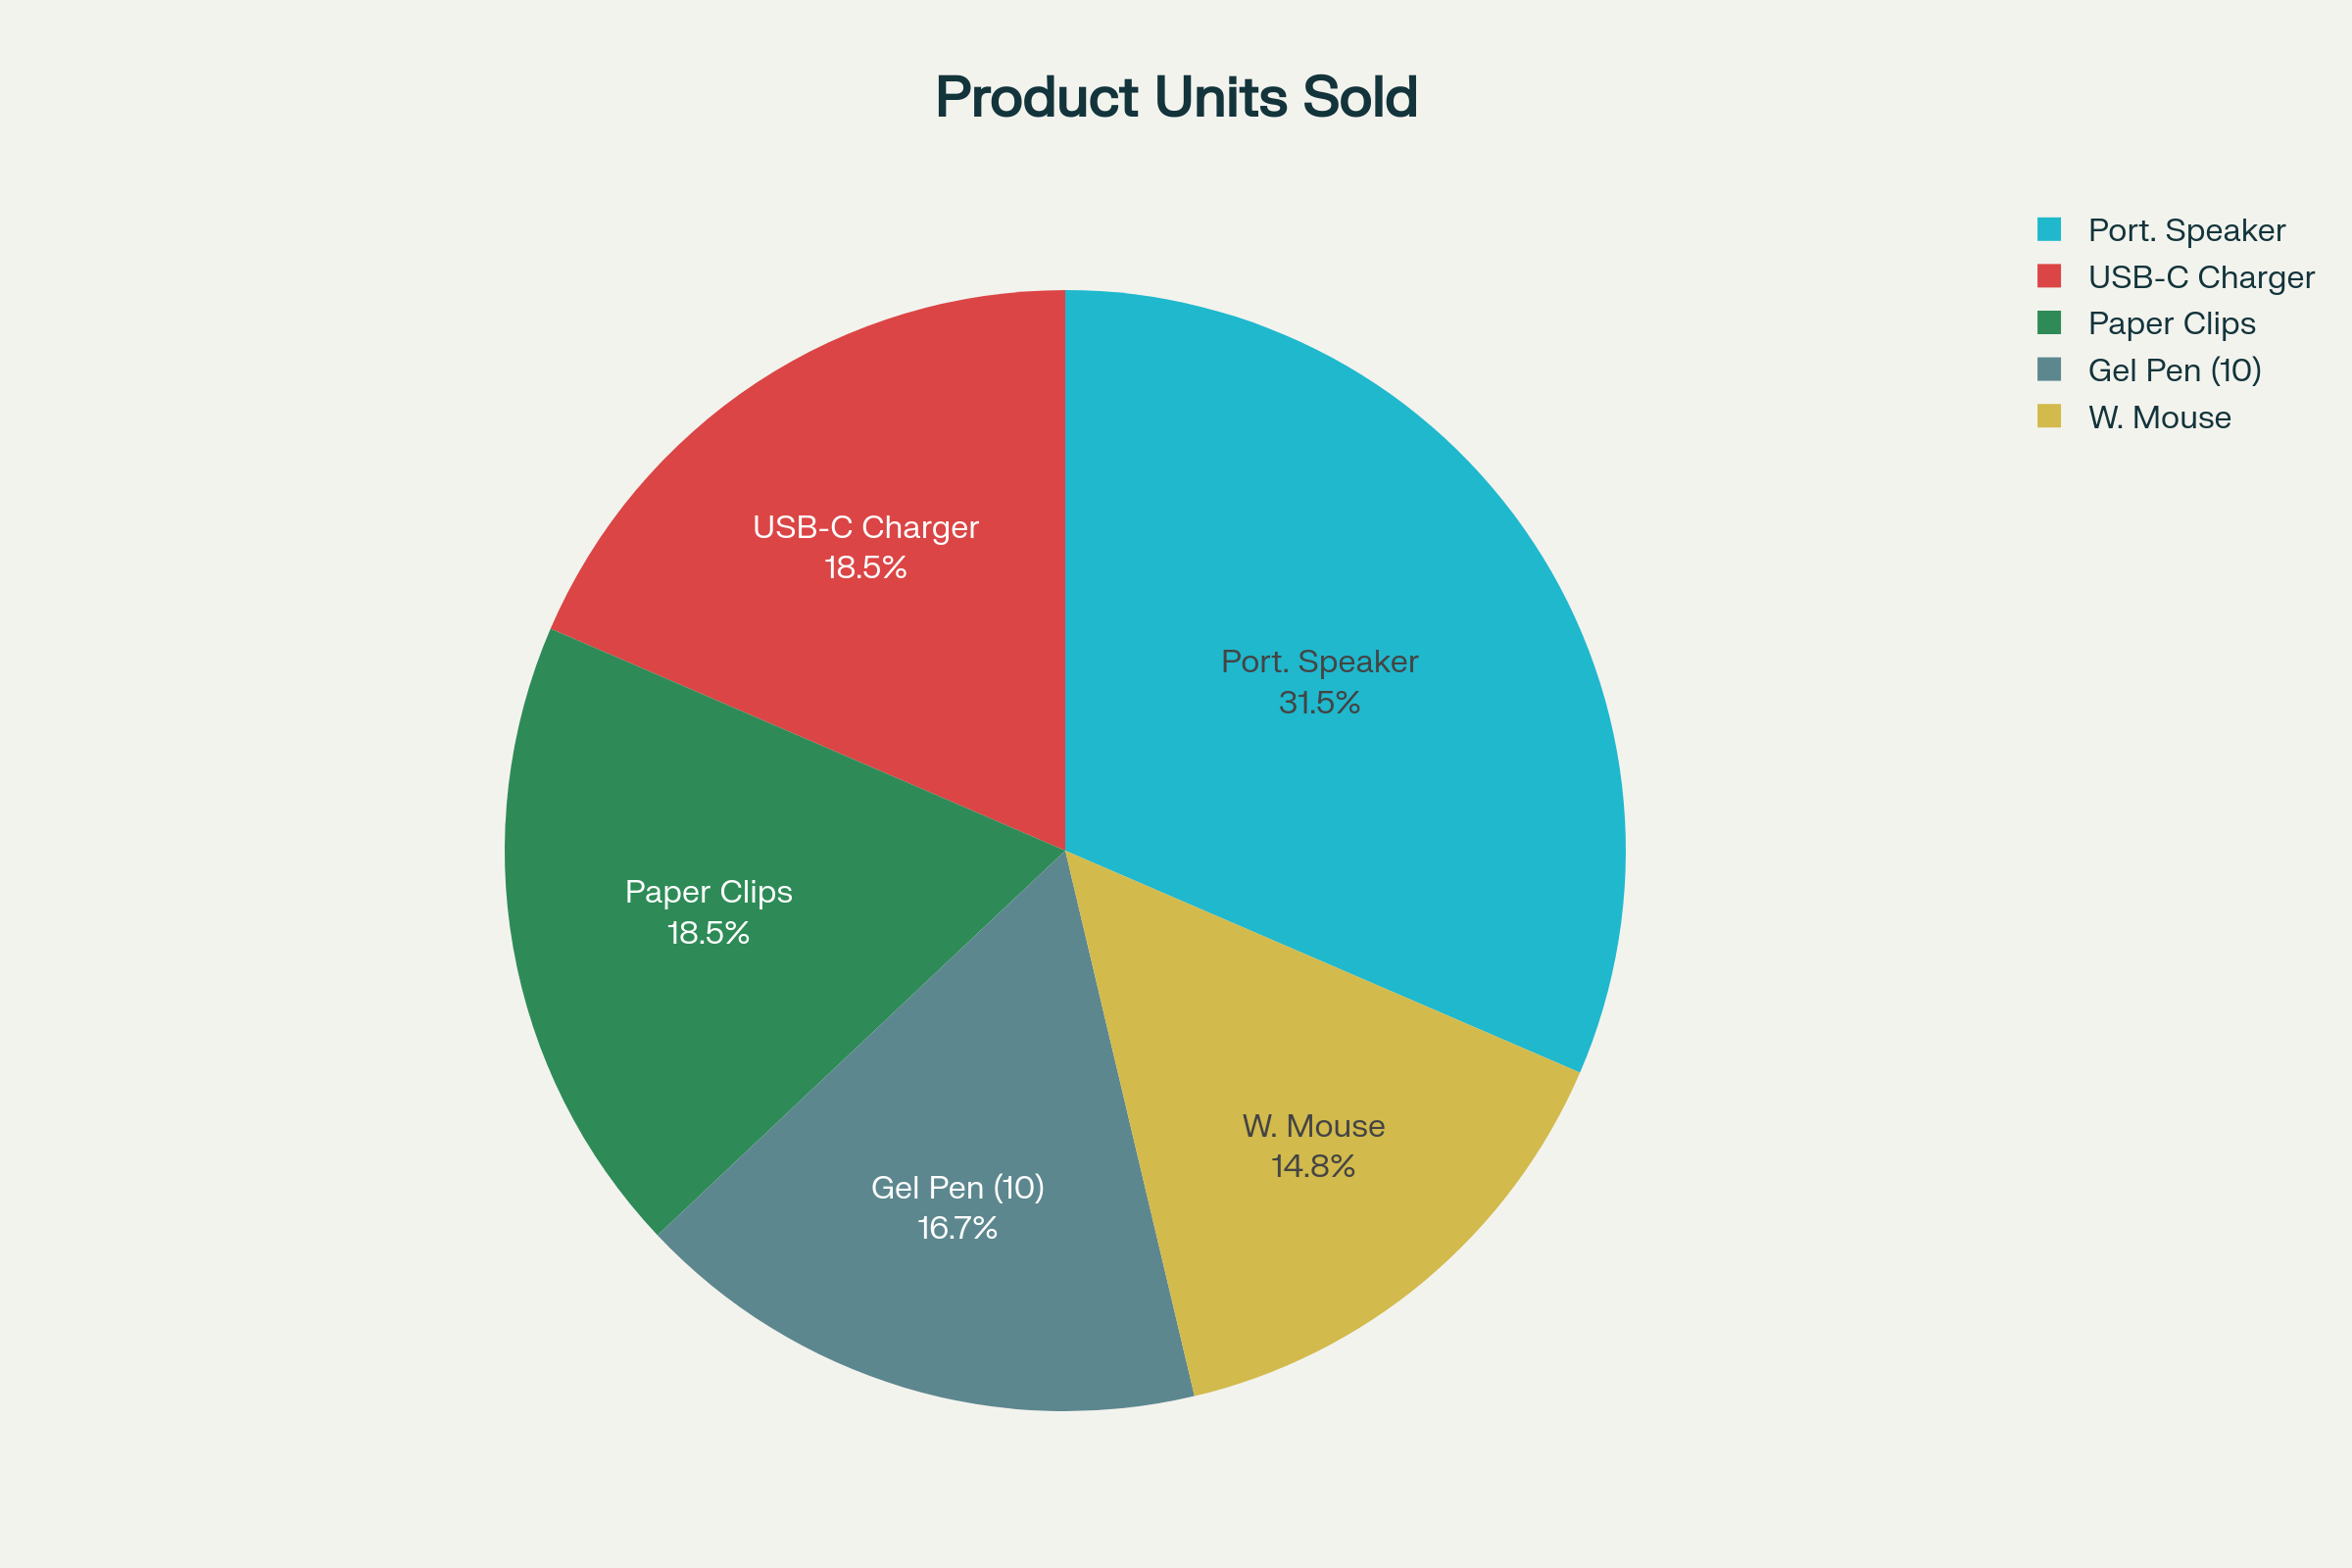 Product Units Sold
Port. Speaker
USB-C Charger
Paper Clips
Gel Pen (10)
W. Mouse
USB-C Charger
18.5%
Port. Speaker
31.5%
Paper Clips
18.5%
W. Mouse
14.8%
Gel Pen (10)
16.7%